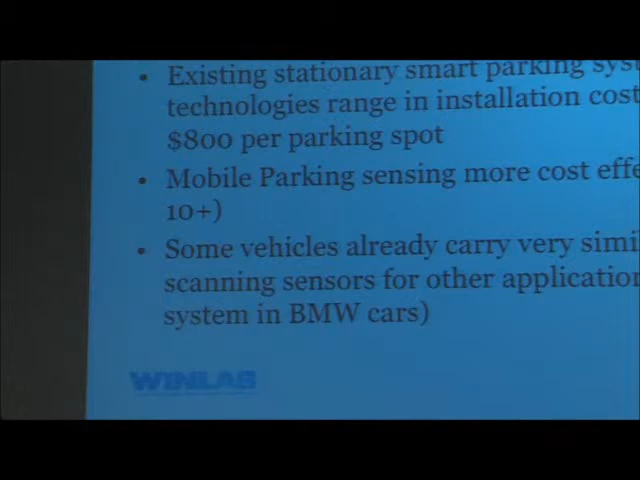 • Existing stationary smart parking syst
technologies range in installation cost
$800 per parking spot
• Mobile Parking sensing more cost effe
10+)
• Some vehicles already carry very simi
scanning sensors for other application
system in BMW cars)
WINLAB